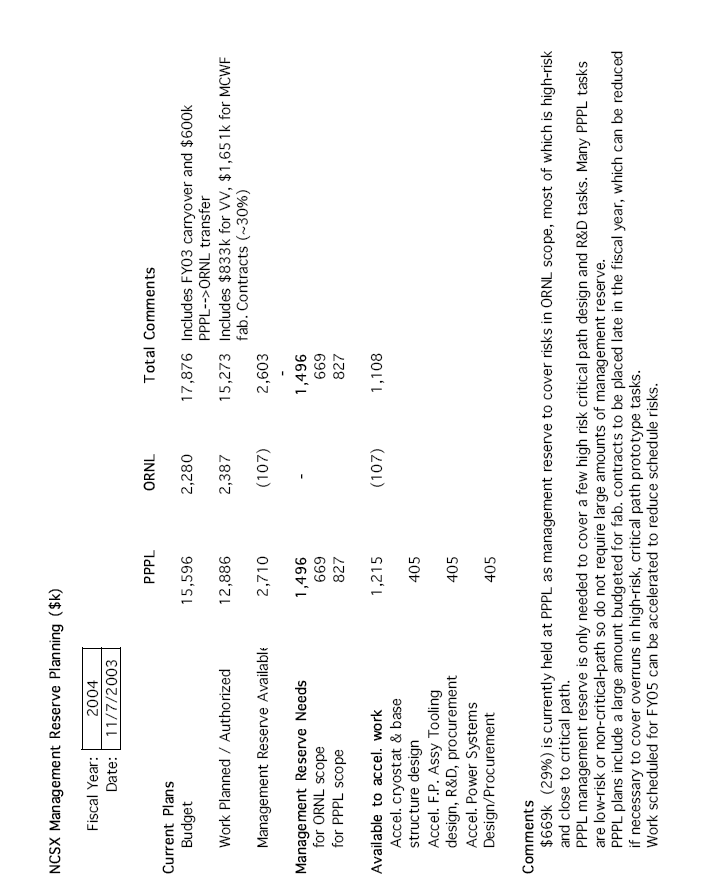 NCSX Management Reserve Planning ($k)
Fiscal Year: 2004
Date: 11/7/2003
PPPL ORNL Total Comments
Current Plans
Budget 15,596 2,280 17,876 Includes FY03 carryover and $600k
PPPL-->ORNL transfer
Work Planned / Authorized 12,886 2,387 15,273 Includes $833k for VV, $1,651k for MCWF
fab. Contracts (~30%)
Management Reserve Available 2,710 (107) 2,603
-
Management Reserve Needs 1,496 - 1,496
for ORNL scope 669 669
for PPPL scope 827 827
Available to accel. work 1,215 (107) 1,108
Accel. cryostat & base
structure design 405
Accel. F.P. Assy Tooling
design, R&D, procurement 405
Accel. Power Systems
Design/Procurement 405
Comments
$669k (29%) is currently held at PPPL as management reserve to cover risks in ORNL scope, most of which is high-risk
and close to critical path.
PPPL management reserve is only needed to cover a few high risk critical path design and R&D tasks. Many PPPL tasks
are low-risk or non-critical-path so do not require large amounts of management reserve.
PPPL plans include a large amount budgeted for fab. contracts to be placed late in the fiscal year, which can be reduced
if necessary to cover overruns in high-risk, critical path prototype tasks.
Work scheduled for FY05 can be accelerated to reduce schedule risks.